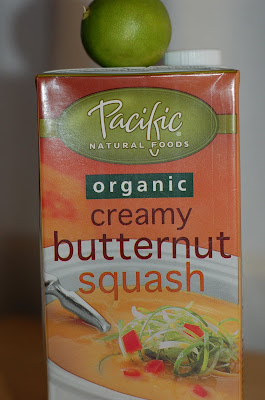 Pacific
NATURAL FOODS
organic
creamy
butternut
squash